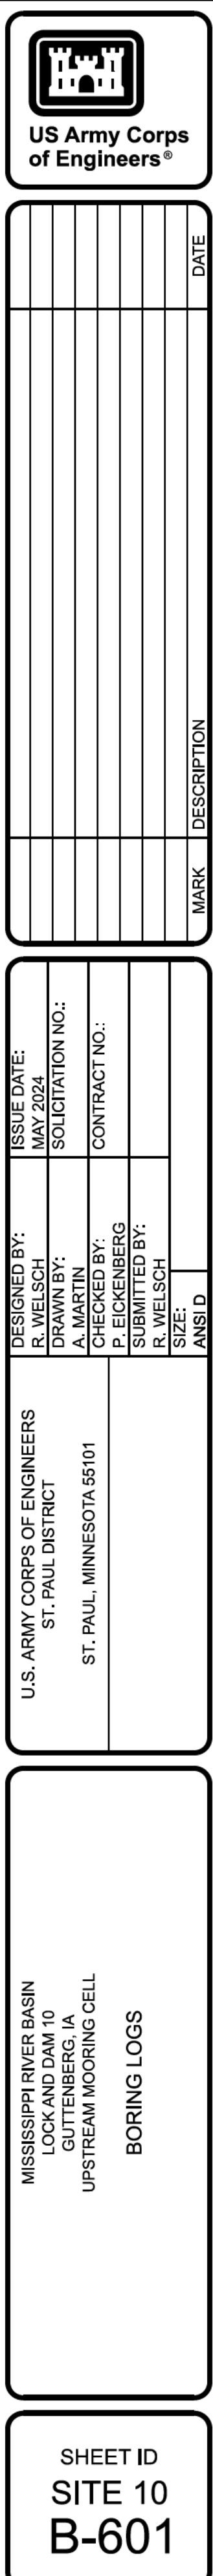 US Army Corps
of Engineers®
DATE
DESCRIPTION
MARK
ISSUE DATE:
MAY 2024
SOLICITATION NO.:
CONTRACT NO.:
DESIGNED BY:
R. WELSCH
DRAWN BY:
A. MARTIN
CHECKED BY:
P. EICKENBERG
SUBMITTED BY:
R. WELSCH
SIZE:
ANSI D
U.S. ARMY CORPS OF ENGINEERS
ST. PAUL DISTRICT
ST. PAUL, MINNESOTA 55101
MISSISSIPPI RIVER BASIN
LOCK AND DAM 10
GUTTENBERG, IA
UPSTREAM MOORING CELL
BORING LOGS
SHEET ID
SITE 10
B-601